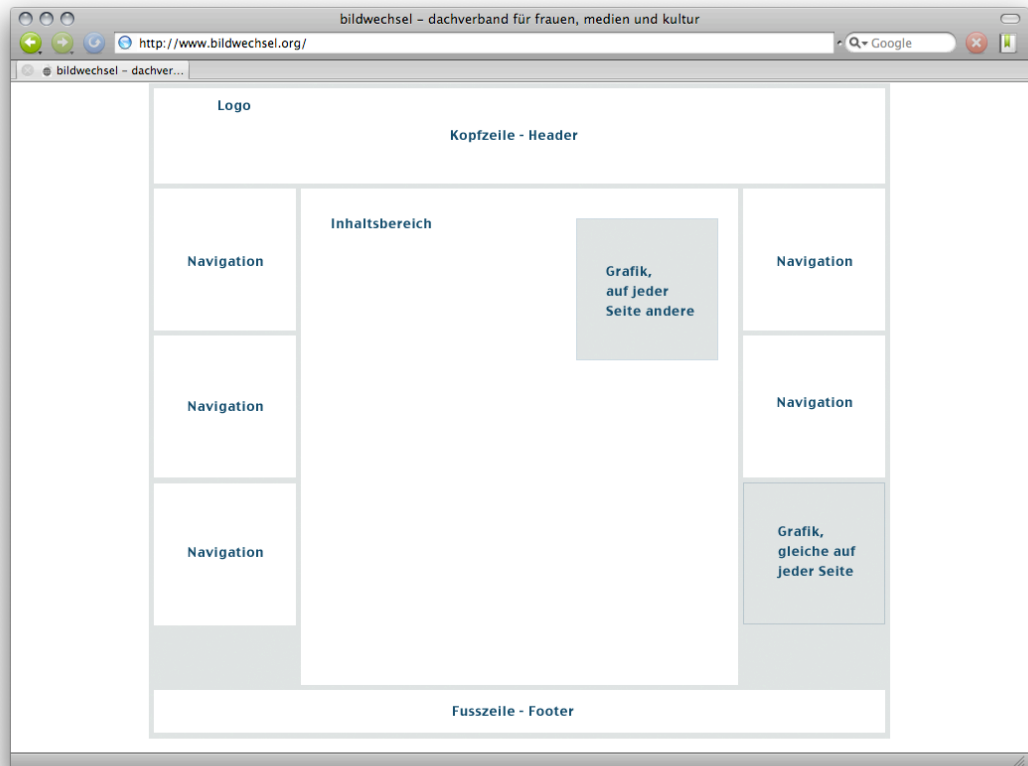 bildwechsel – dachverband für frauen, medien und kultur
http://www.bildwechsel.org/
Google
bildwechsel – dachver...
Logo
Kopfzeile - Header
Navigation
Inhaltsbereich
Grafik,
auf jeder
Seite andere
Navigation
Navigation
Navigation
Navigation
Grafik,
gleiche auf
jeder Seite
Fusszeile - Footer